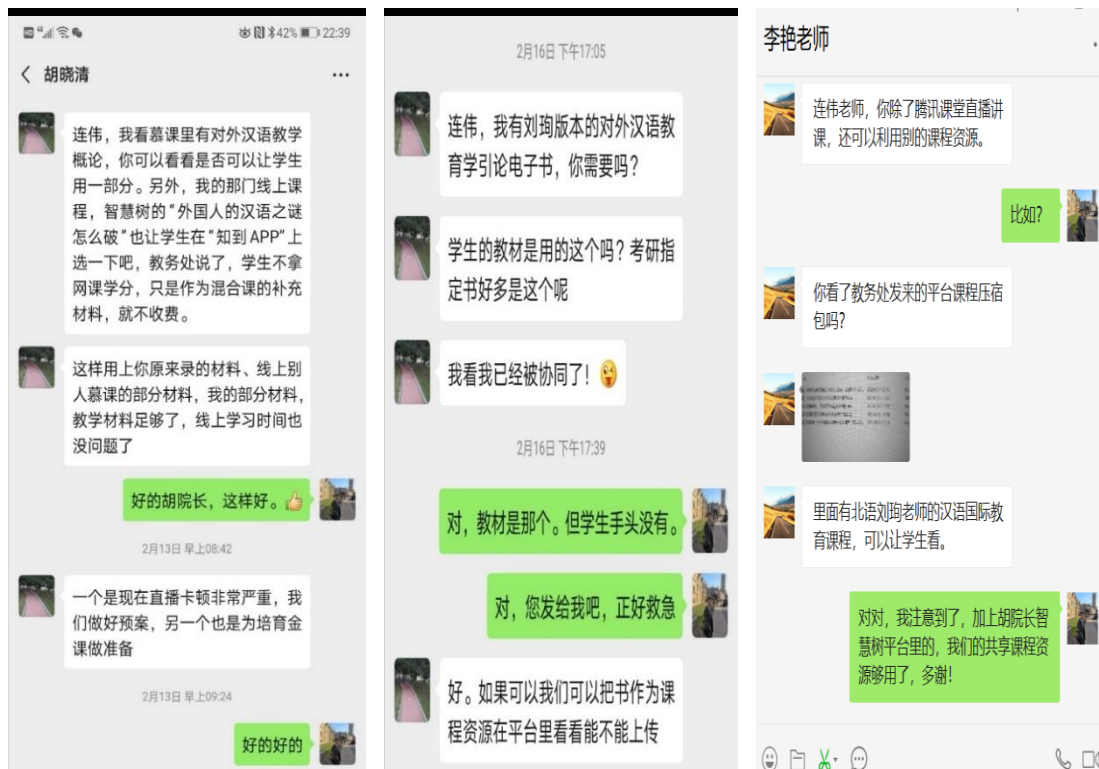 42% 22:39
胡晓清
连伟，我看慕课里有对外汉语教学
概论，你可以看看是否可以让学生
用一部分。另外，我的那门线上课
程，智慧树的"外国人的汉语之谜
怎么破"也让学生在"知到APP"上
选一下吧，教务处说了，学生不拿
网课学分，只是作为混合课的补充
材料，就不收费。
这样用上你原来录的材料、线上别
人慕课的部分材料，我的部分材料，
教学材料足够了，线上学习时间也
没问题了
好的胡院长，这样好。👍
2月13日 早上08:42
一个是现在直播卡顿非常严重，我
们做好预案，另一个也是为培育金
课做准备
2月13日 早上09:24
好的好的
2月16日 下午17:05
连伟，我有刘珣版本的对外汉语教
育学引论电子书，你需要吗？
学生的教材是用的这个吗？考研指
定书好多是这个呢
我看我已经被协同了！😜
2月16日 下午17:39
对，教材是那个。但学生手头没有。
对，您发给我吧，正好救急
好。如果可以我们可以把书作为课
程资源在平台里看看能不能上传
李艳老师
连伟老师，你除了腾讯课堂直播讲
课，还可以利用别的课程资源。
比如？
你看了教务处发来的平台课程压宿
包吗？
里面有北语刘珣老师的汉语国际教
育课程，可以让学生看。
对对，我注意到了，加上胡院长智
慧树平台里的，我们的共享课程资
源够用了，多谢！